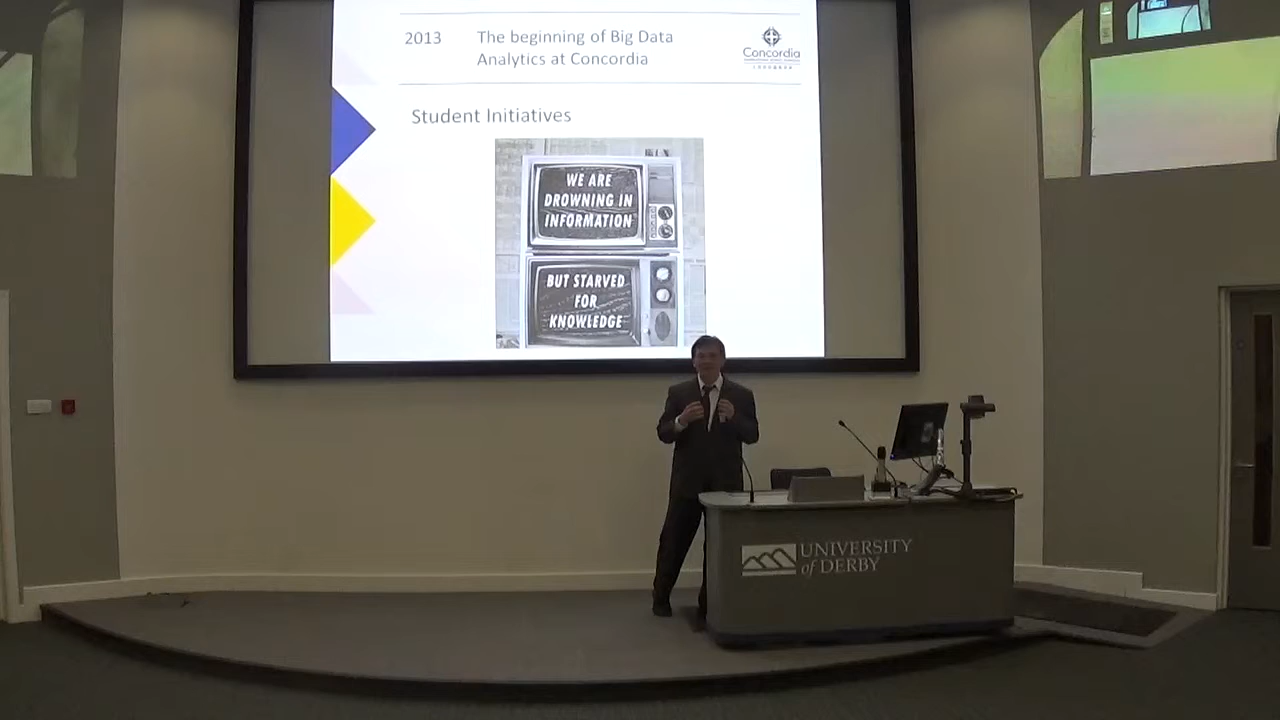 2013
The beginning of Big Data
Analytics at Concordia
Concordia
Student Initiatives
WE ARE
DROWNING IN
INFORMATION
BUT STARVED
FOR
KNOWLEDGE
UNIVERSITY
of DERBY